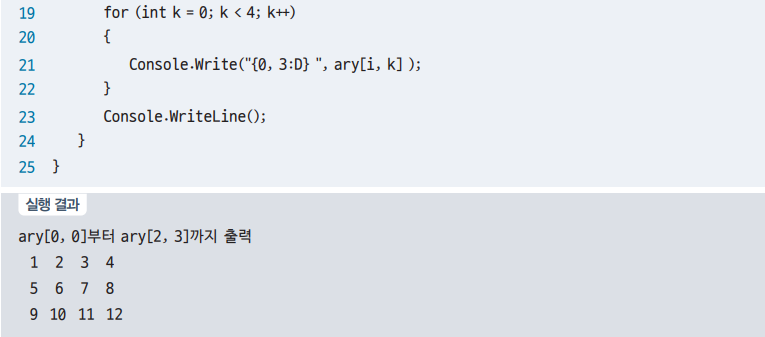 19 for (int k = 0; k < 4; k++)
20 {
21 Console.Write("{0, 3:D} ", ary[i, k] );
22 }
23 Console.WriteLine();
24 }
25 }
실행 결과
ary[0, 0]부터 ary[2, 3]까지 출력
1 2 3 4
5 6 7 8
9 10 11 12